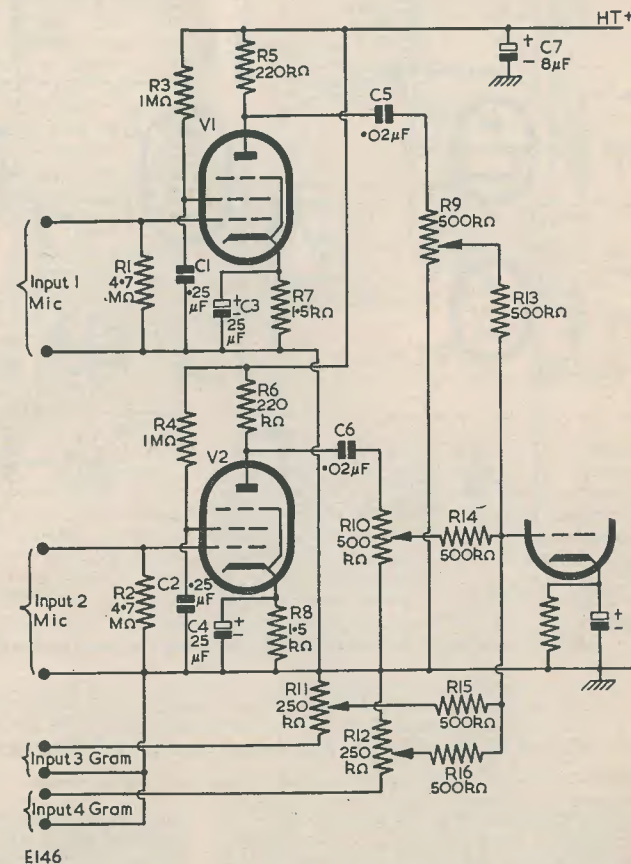 HT+
+
-
C7
8μF
R5
220kΩ
R3
1MΩ
V1
C5
·02μF
R9
500kΩ
Input 1
Mic
R1
4·7
MΩ
C1
·25
μF
+
-
C3
25
μF
R7
1·5kΩ
R13
500kΩ
R4
1MΩ
R6
220
kΩ
V2
C6
·02μF
R10
500
kΩ
R14
500kΩ
Input 2
Mic
R2
4·7
MΩ
C2
·25
μF
C4
25
μF
+
-
R8
1·5
kΩ
+
-
R11
250
kΩ
R15
500kΩ
R12
250
kΩ
R16
500kΩ
Input 3 Gram
Input 4 Gram
E146